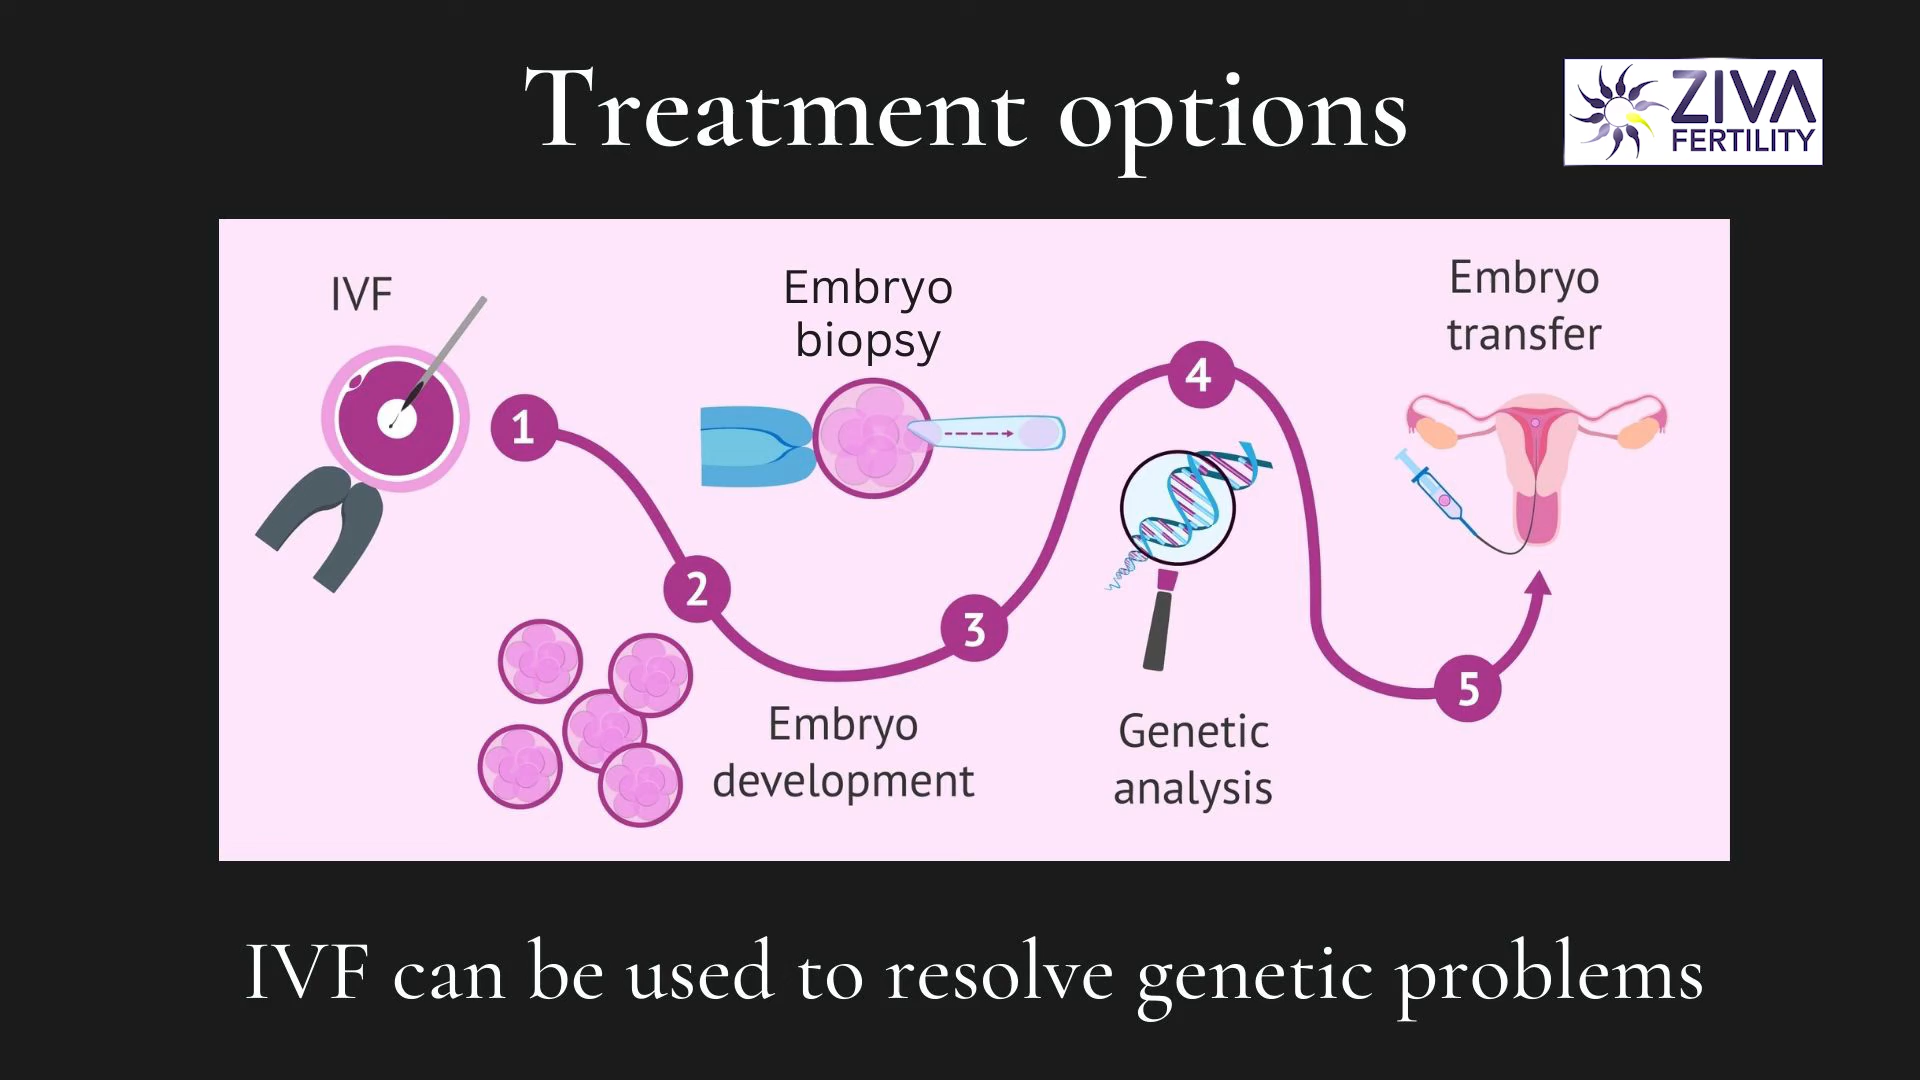 Treatment options
ZIVA
FERTILITY
IVF
1
2
Embryo
development
Embryo
biopsy
3
4
Genetic
analysis
5
Embryo
transfer
IVF can be used to resolve genetic problems